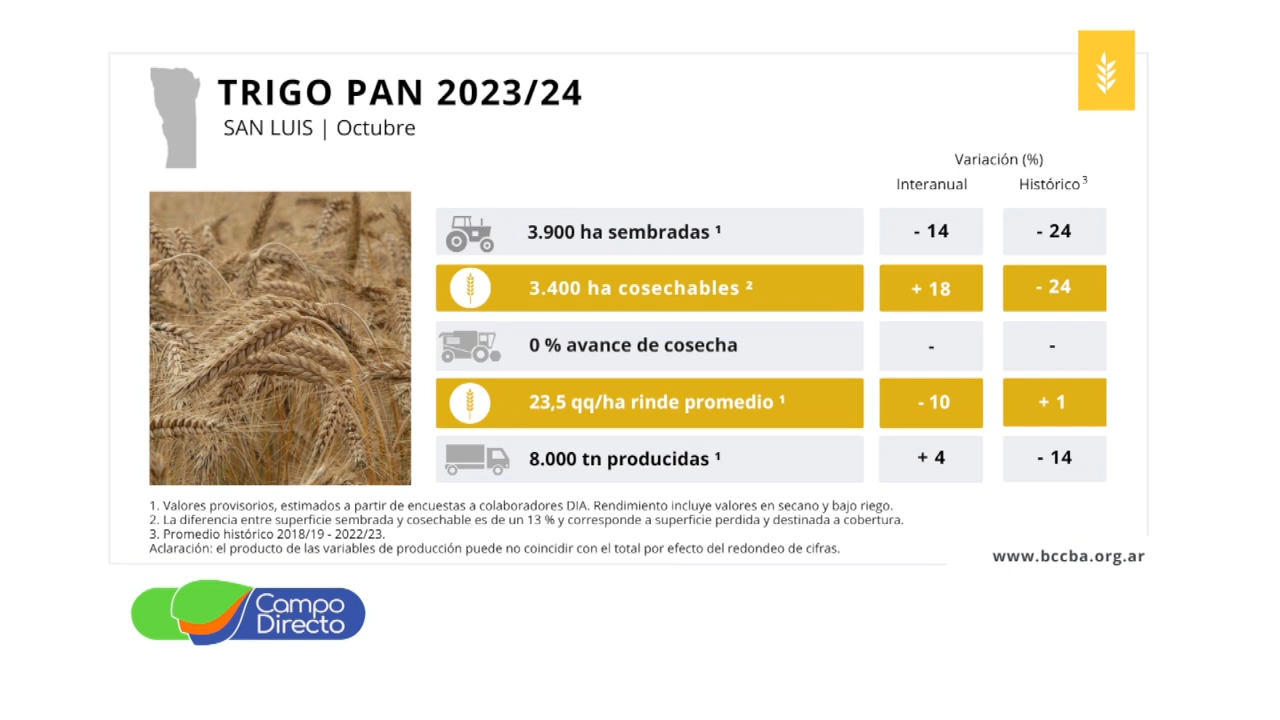 TRIGO PAN 2023/24
SAN LUIS | Octubre
Variación (%)
Interanual Histórico³
3.900 ha sembradas ¹ - 14 - 24
3.400 ha cosechables ² + 18 - 24
0 % avance de cosecha - -
23,5 qq/ha rinde promedio ¹ - 10 + 1
8.000 tn producidas ¹ + 4 - 14
1. Valores provisorios, estimados a partir de encuestas a colaboradores DIA. Rendimiento incluye valores en secano y bajo riego.
2. La diferencia entre superficie sembrada y cosechable es de un 13 % y corresponde a superficie perdida y destinada a cobertura.
3. Promedio histórico 2018/19 - 2022/23.
Aclaración: el producto de las variables de producción puede no coincidir con el total por efecto del redondeo de cifras.
www.bccba.org.ar
Campo
Directo